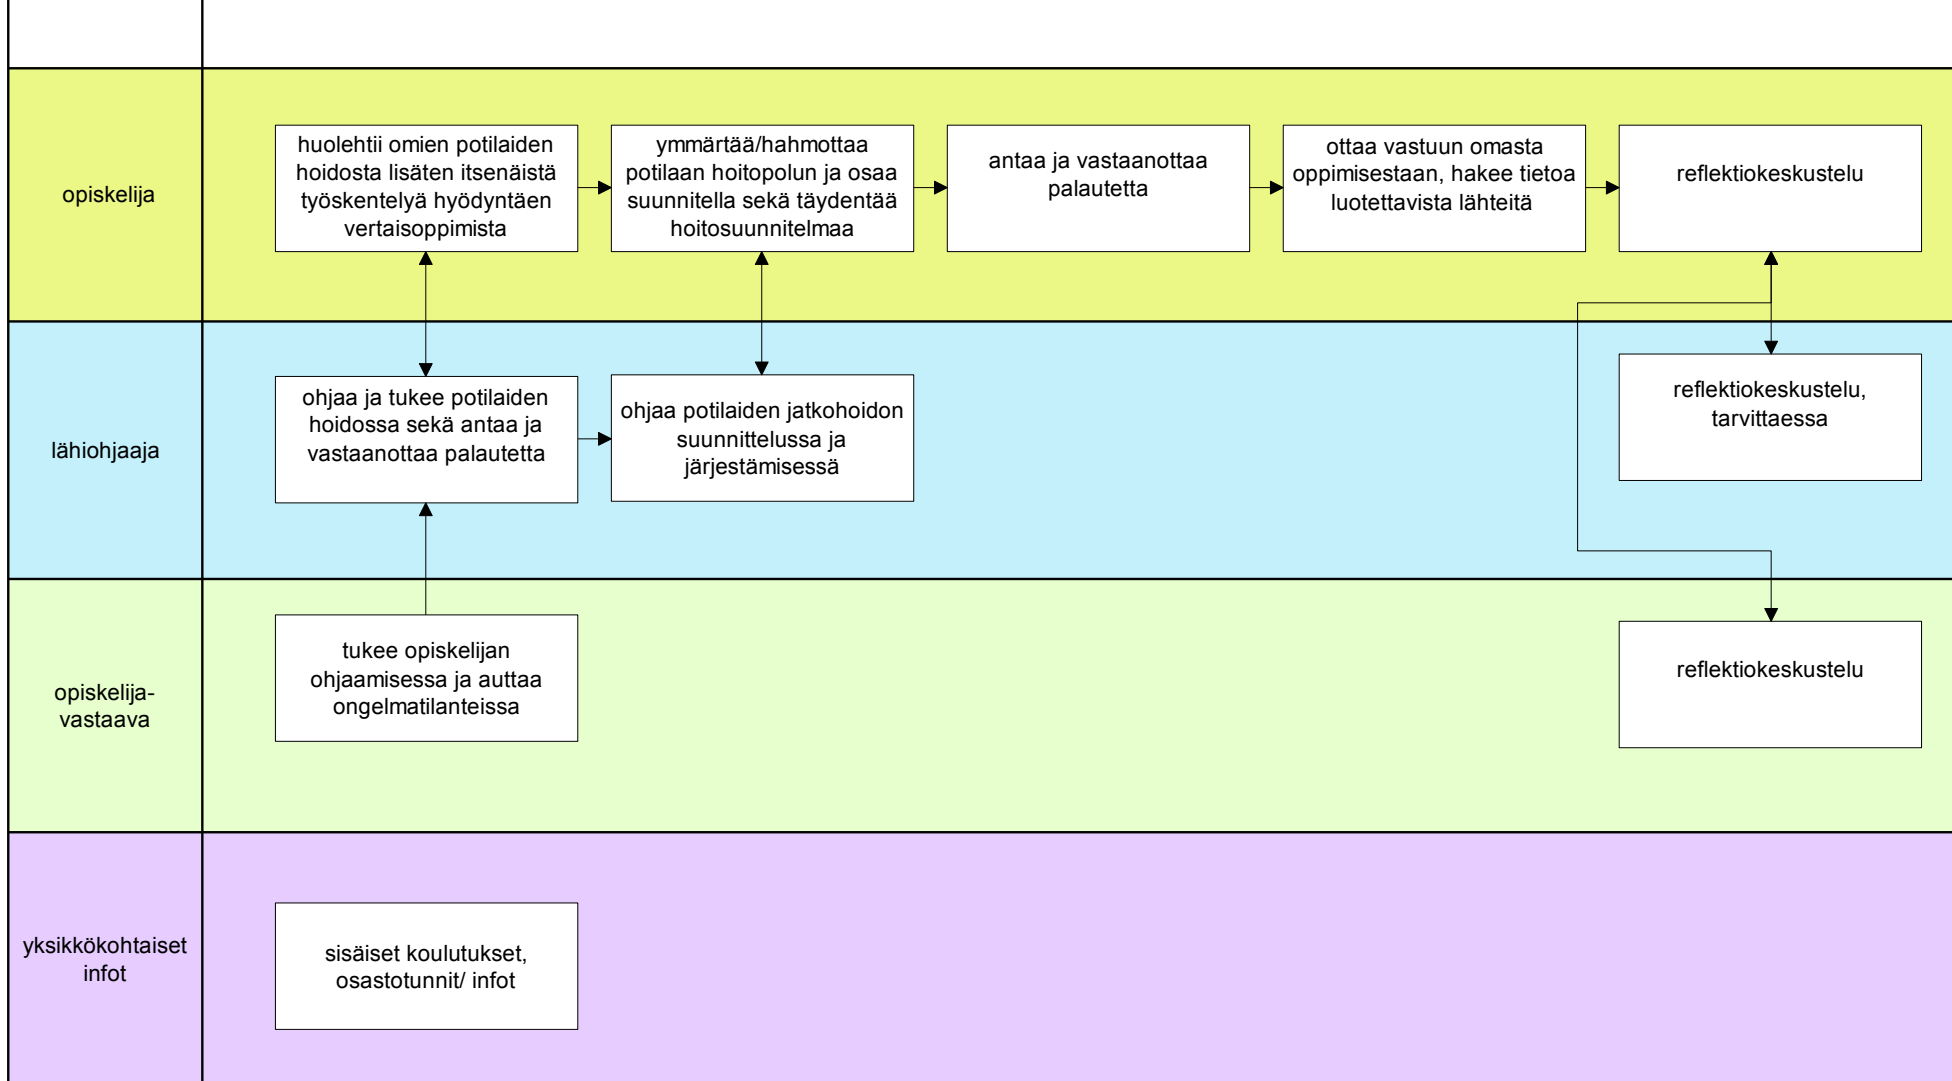 opiskelija
huolehtii omien potilaiden
hoidosta lisäten itsenäistä
työskentelyä hyödyntäen
vertaisoppimista
ymmärtää/hahmottaa
potilaan hoitopolun ja osaa
suunnitella sekä täydentää
hoitosuunnitelmaa
antaa ja vastaanottaa
palautetta
ottaa vastuun omasta
oppimisestaan, hakee tietoa
luotettavista lähteitä
reflektiokeskustelu
lähiohjaaja
ohjaa ja tukee potilaiden
hoidossa sekä antaa ja
vastaanottaa palautetta
ohjaa potilaiden jatkohoidon
suunnittelussa ja
järjestämisessä
reflektiokeskustelu,
tarvittaessa
opiskelija-
vastaava
tukee opiskelijan
ohjaamisessa ja auttaa
ongelmatilanteissa
reflektiokeskustelu
yksikkökohtaiset
infot
sisäiset koulutukset,
osastotunnit/ infot